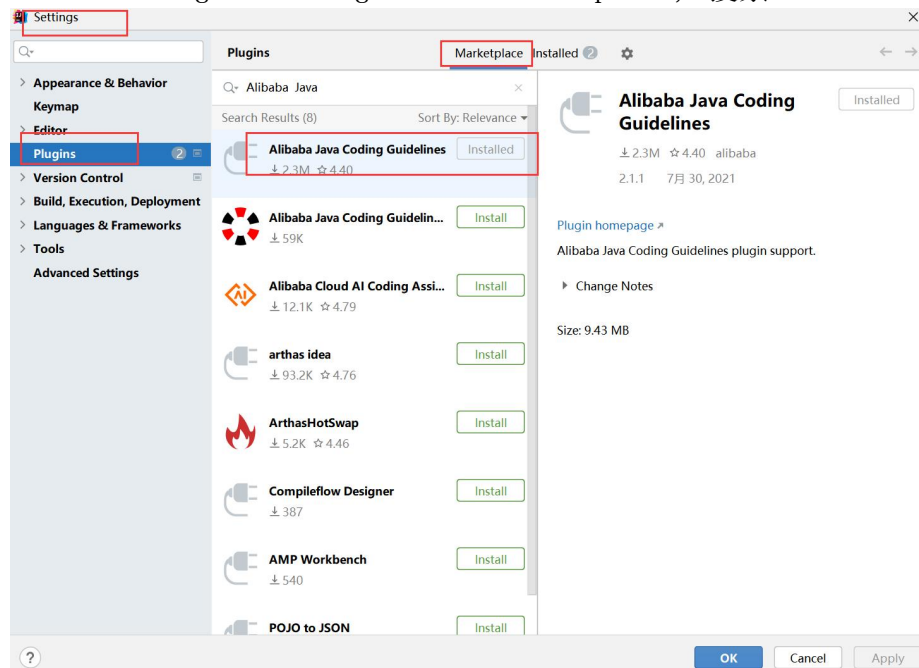 Settings
Plugins
Marketplace
Installed 2
Appearance & Behavior
Keymap
Editor
Plugins 2
Version Control
Build, Execution, Deployment
Languages & Frameworks
Tools
Advanced Settings
Alibaba Java
Search Results (8)
Sort By: Relevance
Alibaba Java Coding Guidelines
Installed
2.3M 4.40
Alibaba Java Coding Guidelin...
Install
59K
Alibaba Cloud AI Coding Assi...
Install
12.1K 4.79
arthas idea
Install
93.2K 4.76
ArthasHotSwap
Install
5.2K 4.46
Compileflow Designer
Install
387
AMP Workbench
Install
540
POJO to JSON
Install
Alibaba Java Coding
Guidelines
Installed
2.3M 4.40 alibaba
2.1.1 7月 30, 2021
Plugin homepage
Alibaba Java Coding Guidelines plugin support.
Change Notes
Size: 9.43 MB
?
OK
Cancel
Apply